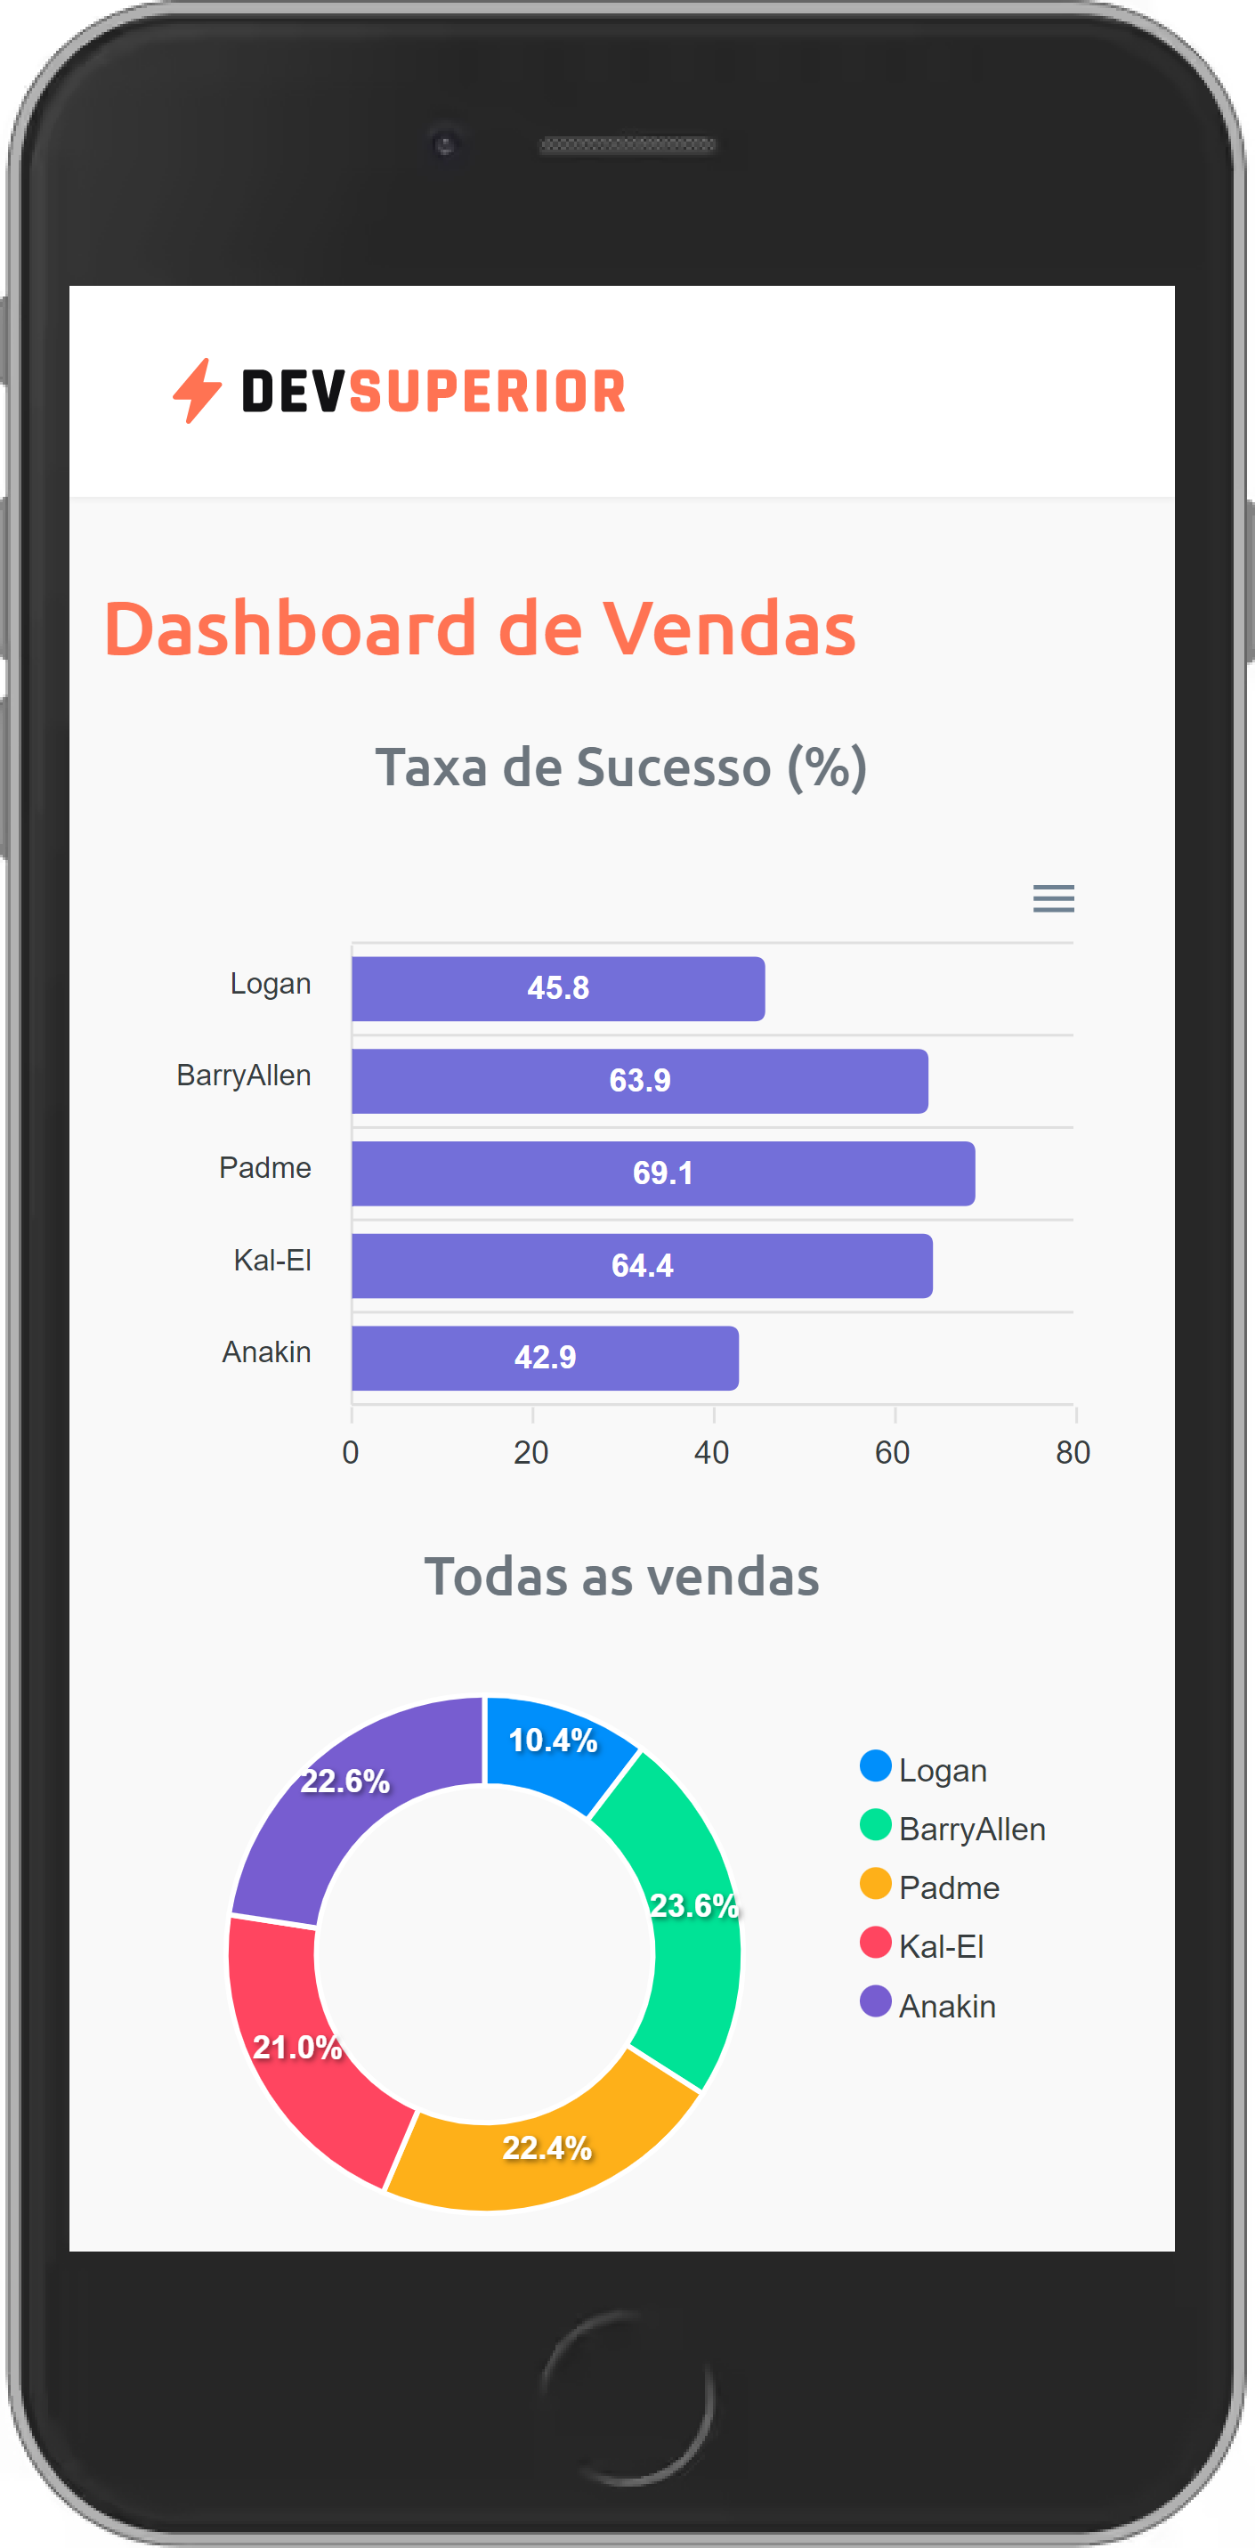 DEVSUPERIOR
Dashboard de Vendas
Taxa de Sucesso (%)
Logan 45.8
BarryAllen 63.9
Padme 69.1
Kal-El 64.4
Anakin 42.9
0 20 40 60 80
Todas as vendas
10.4%
22.6%
23.6%
21.0%
22.4%
Logan
BarryAllen
Padme
Kal-El
Anakin